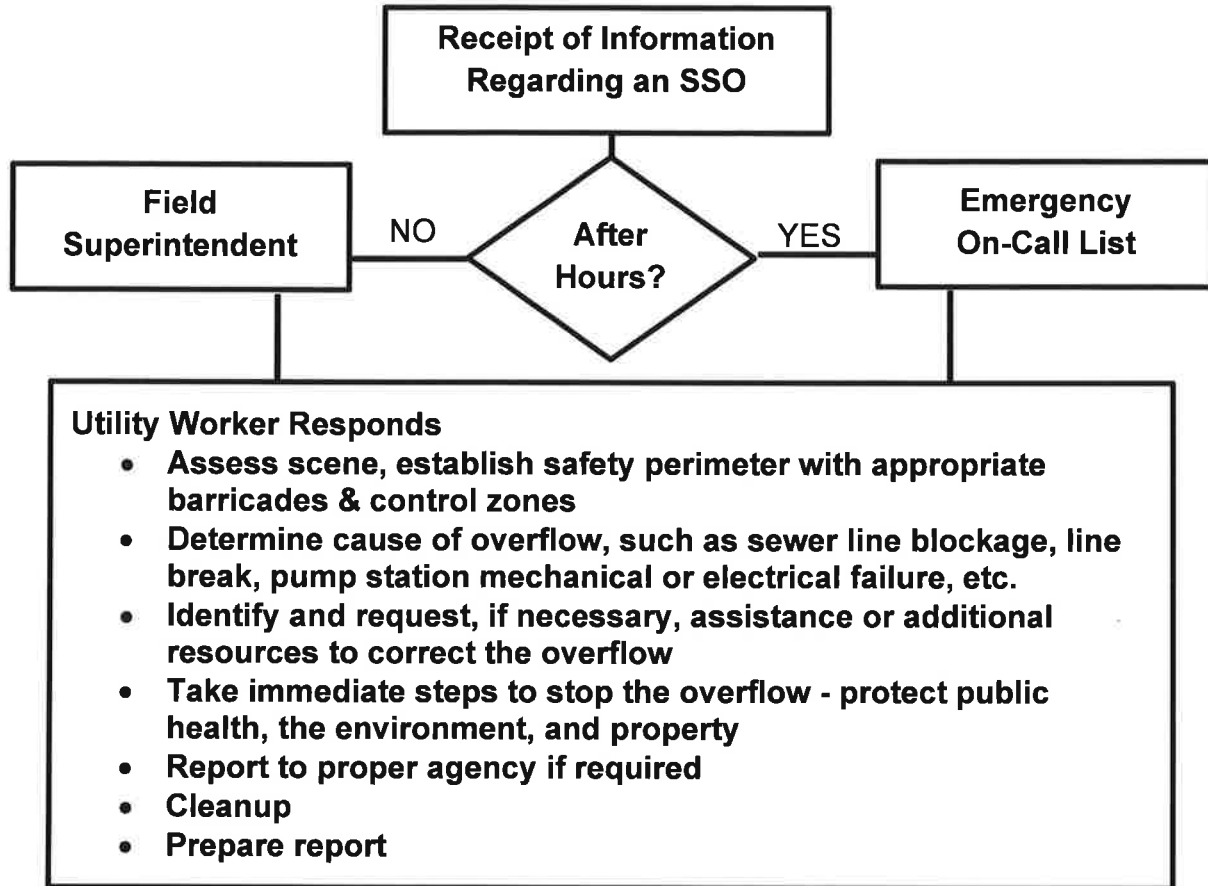 Receipt of Information
Regarding an SSO
Field
Superintendent
NO
After
Hours?
YES
Emergency
On-Call List
Utility Worker Responds
• Assess scene, establish safety perimeter with appropriate
barricades & control zones
• Determine cause of overflow, such as sewer line blockage, line
break, pump station mechanical or electrical failure, etc.
• Identify and request, if necessary, assistance or additional
resources to correct the overflow
• Take immediate steps to stop the overflow - protect public
health, the environment, and property
• Report to proper agency if required
• Cleanup
• Prepare report